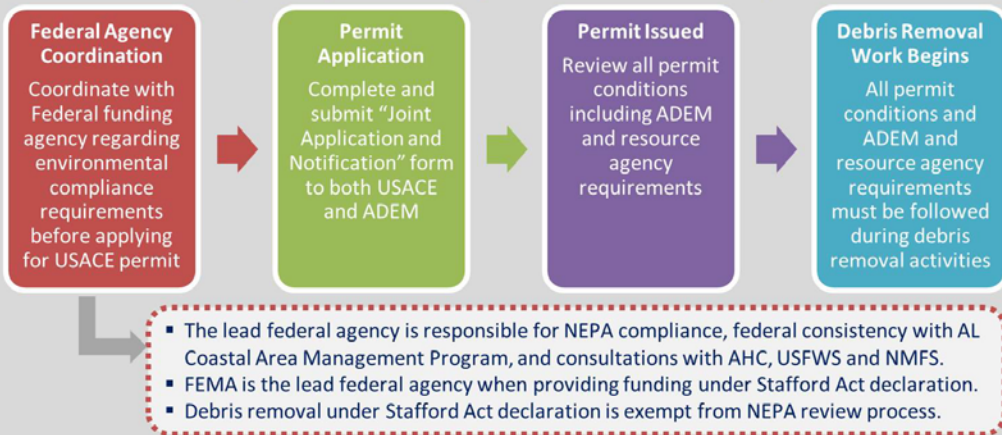 Federal Agency
Coordination
Coordinate with
Federal funding
agency regarding
environmental
compliance
requirements
before applying
for USACE permit
Permit
Application
Complete and
submit “Joint
Application and
Notification” form
to both USACE
and ADEM
Permit Issued
Review all permit
conditions
including ADEM
and resource
agency
requirements
Debris Removal
Work Begins
All permit
conditions and
ADEM and
resource agency
requirements
must be followed
during debris
removal activities
▪ The lead federal agency is responsible for NEPA compliance, federal consistency with AL
Coastal Area Management Program, and consultations with AHC, USFWS and NMFS.
▪ FEMA is the lead federal agency when providing funding under Stafford Act declaration.
▪ Debris removal under Stafford Act declaration is exempt from NEPA review process.